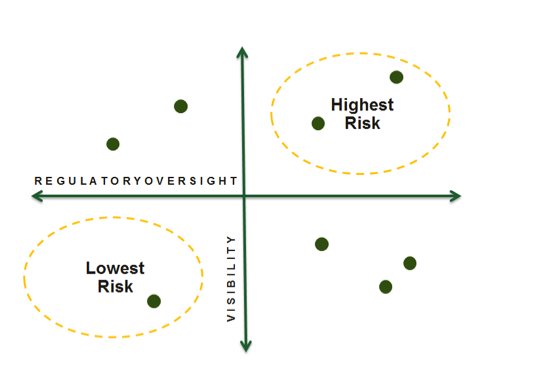 Highest
Risk
REGULATORYOVERSIGHT
VISIBILITY
Lowest
Risk